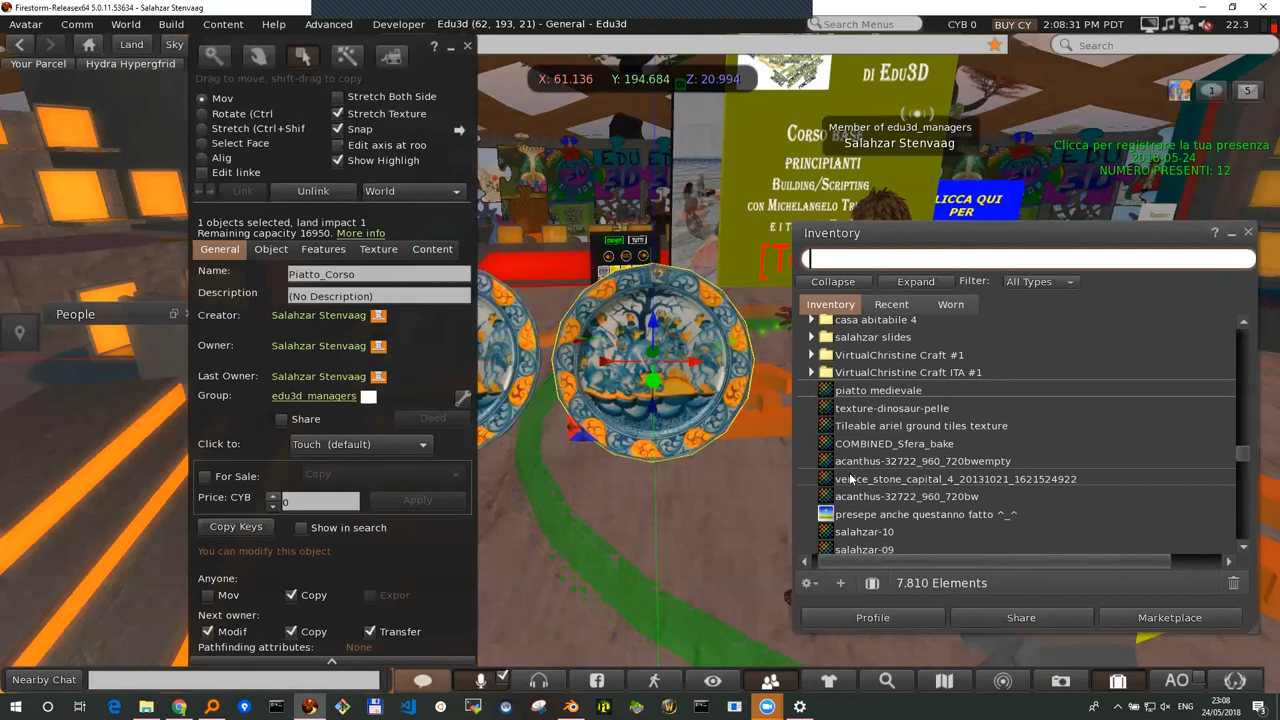 Firestorm-Releasex64 5.0.11.53634 - Salahzar Stenvaag
Avatar Comm World Build Content Help Advanced Developer Edu3d (62, 193, 21) - General - Edu3d
Search Menus CYB 0 BUY CY 2:08:31 PM PDT 22.3
Land Sky
Search
Your Parcel Hydra Hypergfrid
Drag to move, shift-drag to copy
Mov
Rotate (Ctrl
Stretch (Ctrl+Shif
Select Face
Alig
Edit linke
Stretch Both Side
Stretch Texture
Snap
Edit axis at roo
Show Highligh
Link Unlink World
1 objects selected, land impact 1
Remaining capacity 16950. More info
General Object Features Texture Content
Name: Piatto_Corso
Description (No Description)
Creator: Salahzar Stenvaag
Owner: Salahzar Stenvaag
Last Owner: Salahzar Stenvaag
Group: edu3d_managers
Share Deed
Click to: Touch (default)
For Sale: Copy
Price: CYB 0 Apply
Copy Keys Show in search
You can modify this object
Anyone:
Mov Copy Expor
Next owner:
Modif Copy Transfer
Pathfinding attributes: None
People
X: 61.136 Y: 194.684 Z: 20.994
DI EDU3D
CORSO BASE
PRINCIPIANTI
BUILDING/SCRIPTING
CON MICHELANGELO
Member of edu3d_managers
Salahzar Stenvaag
1 5
Clicca per registrare la tua presenza
2018-05-24
NUMERO PRESENTI: 12
CLICCA QUI
PER
Inventory
Collapse Expand Filter: All Types
Inventory Recent Worn
casa abitabile 4
salahzar slides
VirtualChristine Craft #1
VirtualChristine Craft ITA #1
piatto medievale
texture-dinosaur-pelle
Tileable ariel ground tiles texture
COMBINED_Sfera_bake
acanthus-32722_960_720bwempty
venice_stone_capital_4_20131021_1621524922
acanthus-32722_960_720bw
presepe anche questanno fatto ^_^
salahzar-10
salahzar-09
7.810 Elements
Profile Share Marketplace
Nearby Chat
AO
ENG
23:08
24/05/2018